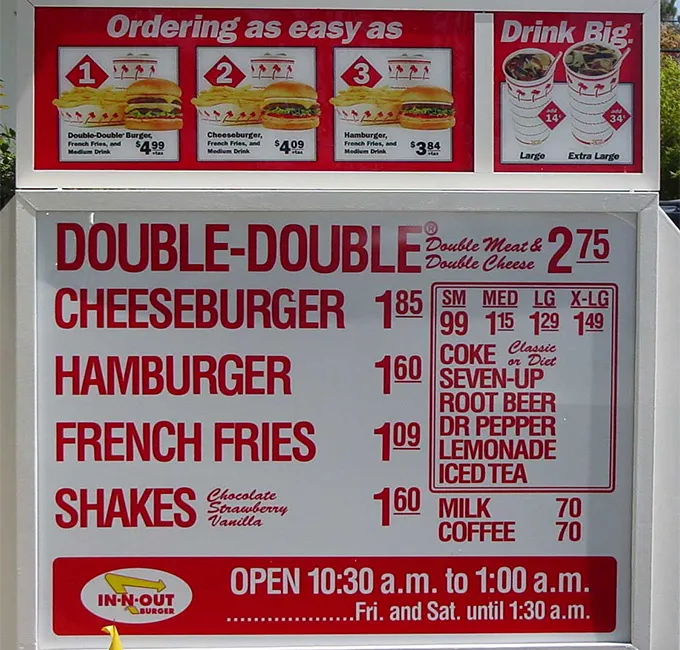 Ordering as easy as
1
Double-Double® Burger,
French Fries, and
Medium Drink
$4.99
+tax
2
Cheeseburger,
French Fries, and
Medium Drink
$4.09
+tax
3
Hamburger,
French Fries, and
Medium Drink
$3.84
+tax
Drink Big.
add
14¢
add
34¢
Large Extra Large
DOUBLE-DOUBLE® Double Meat & Double Cheese 2 75
CHEESEBURGER 1 85
HAMBURGER 1 60
FRENCH FRIES 1 09
SHAKES Chocolate Strawberry Vanilla 1 60
SM MED LG X-LG
99 1 15 1 29 1 49
COKE Classic or Diet
SEVEN-UP
ROOT BEER
DR PEPPER
LEMONADE
ICED TEA
MILK 70
COFFEE 70
IN-N-OUT
BURGER
OPEN 10:30 a.m. to 1:00 a.m.
......................Fri. and Sat. until 1:30 a.m.